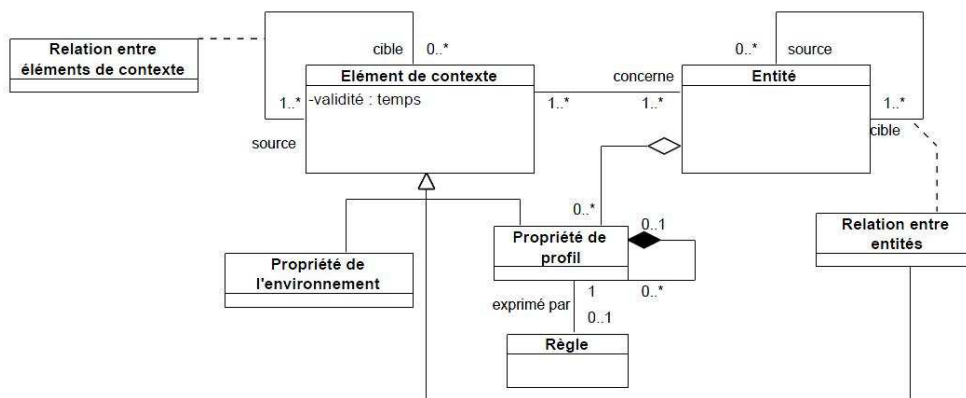 Relation entre
éléments de contexte
cible
0..*
0..*
source
Elément de contexte
concerne
Entité
1..*
-validité : temps
1..*
1..*
1..*
source
cible
0..*
0..1
Propriété de
profil
Relation entre
entités
Propriété de
l'environnement
exprimé par
1
0..*
0..1
Règle